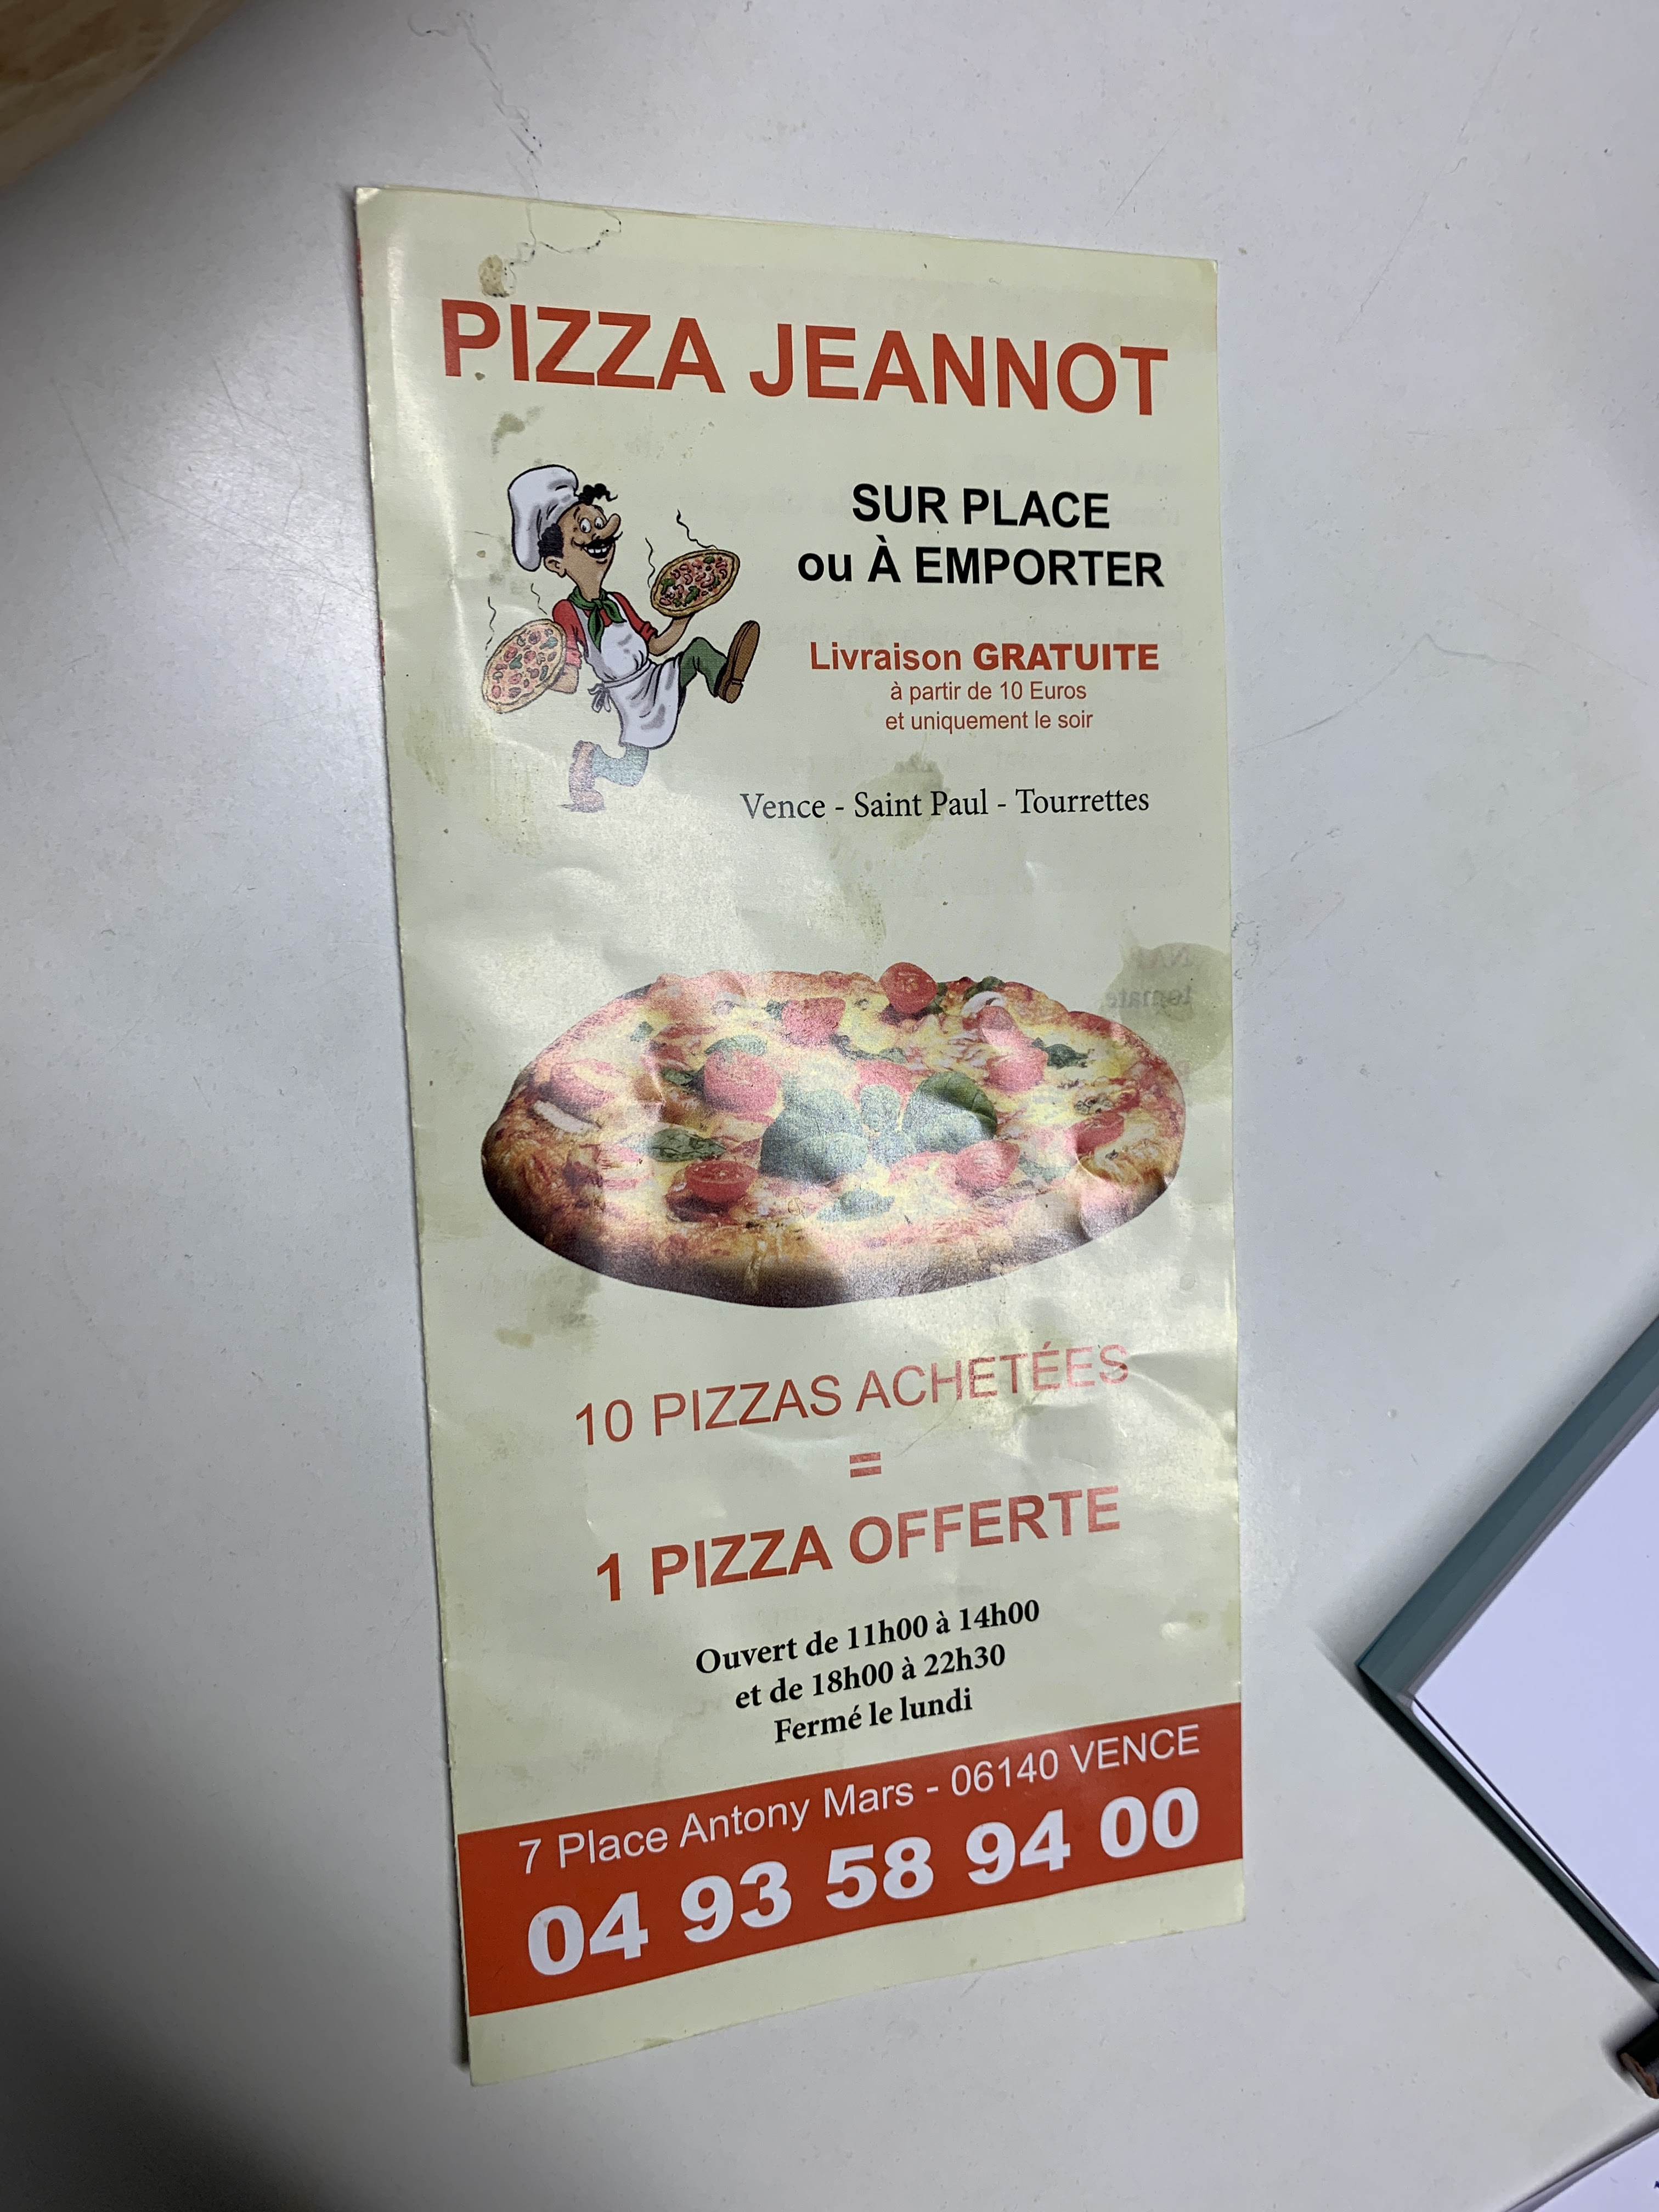 PIZZA JEANNOT
SUR PLACE
ou À EMPORTER
Livraison GRATUITE
à partir de 10 Euros
et uniquement le soir
Vence - Saint Paul - Tourrettes
10 PIZZAS ACHETÉES
=
1 PIZZA OFFERTE
Ouvert de 11h00 à 14h00
et de 18h00 à 22h30
Fermé le lundi
7 Place Antony Mars - 06140 VENCE
04 93 58 94 00